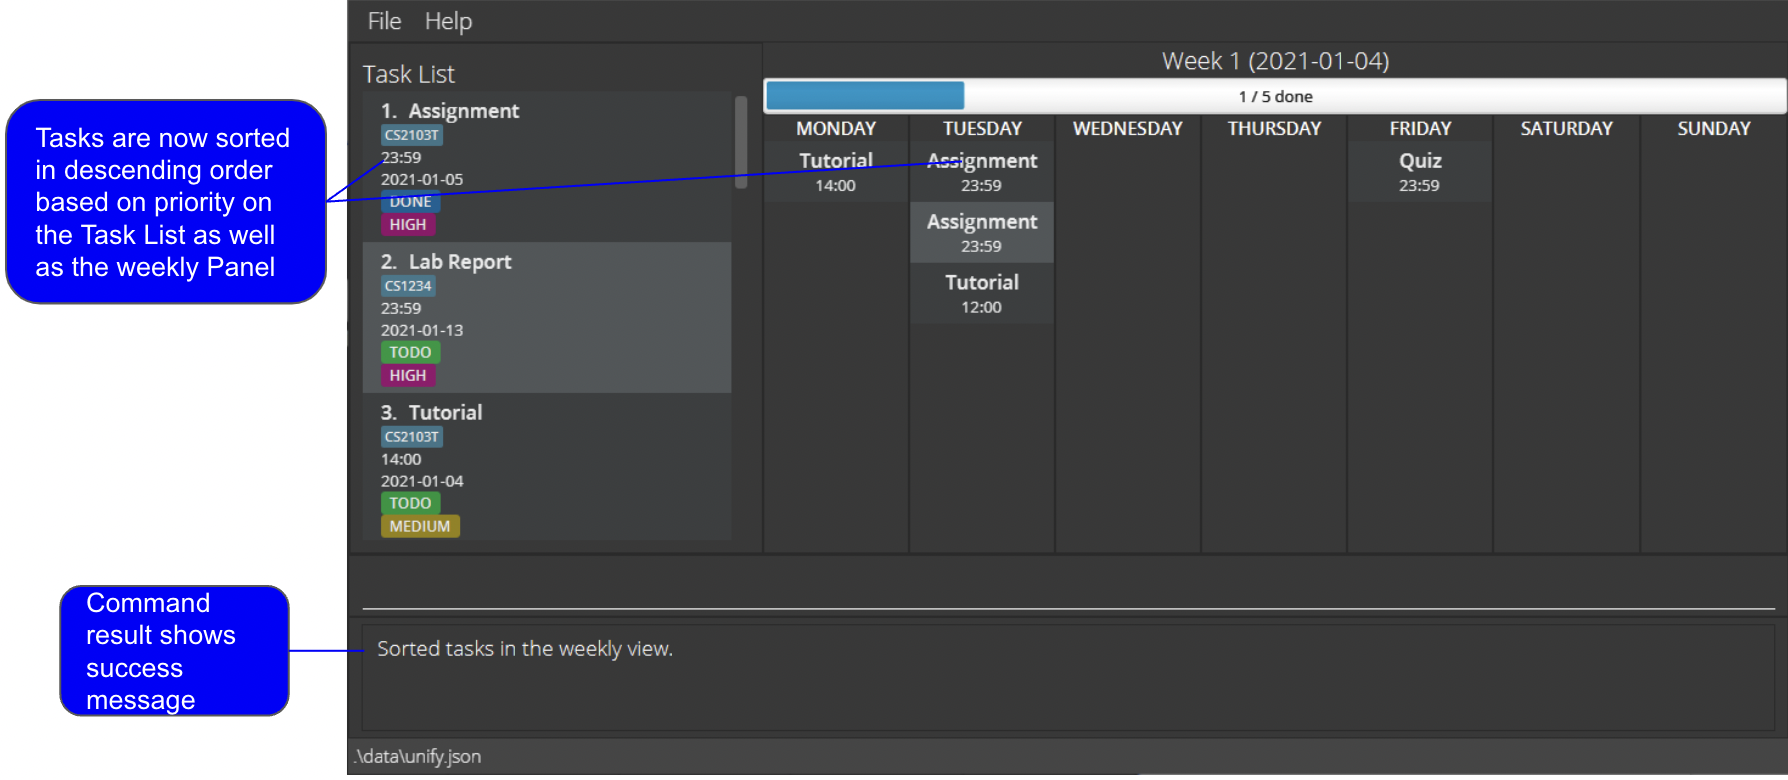 File Help
Task List
1. Assignment
CS2103T
23:59
2021-01-05
DONE
HIGH
2. Lab Report
CS1234
23:59
2021-01-13
TODO
HIGH
3. Tutorial
CS2103T
14:00
2021-01-04
TODO
MEDIUM
Week 1 (2021-01-04)
1 / 5 done
MONDAY TUESDAY WEDNESDAY THURSDAY FRIDAY SATURDAY SUNDAY
Tutorial
14:00
Assignment
23:59
Assignment
23:59
Tutorial
12:00
Quiz
23:59
Tasks are now sorted
in descending order
based on priority on
the Task List as well
as the weekly Panel
Command
result shows
success
message
Sorted tasks in the weekly view.
.\data\unify.json